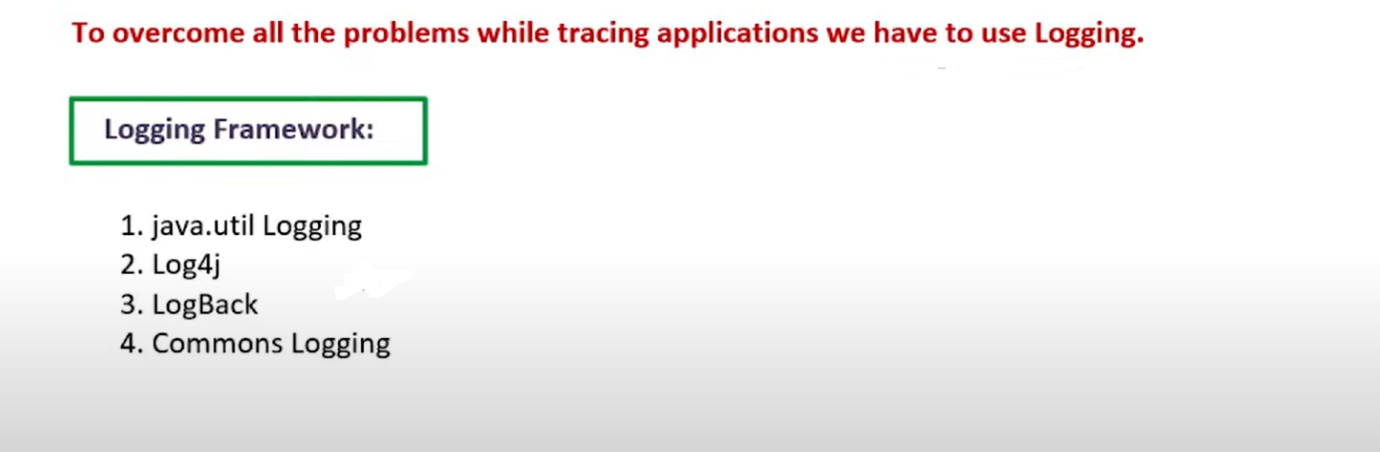 To overcome all the problems while tracing applications we have to use Logging.
Logging Framework:
1. java.util Logging
2. Log4j
3. LogBack
4. Commons Logging